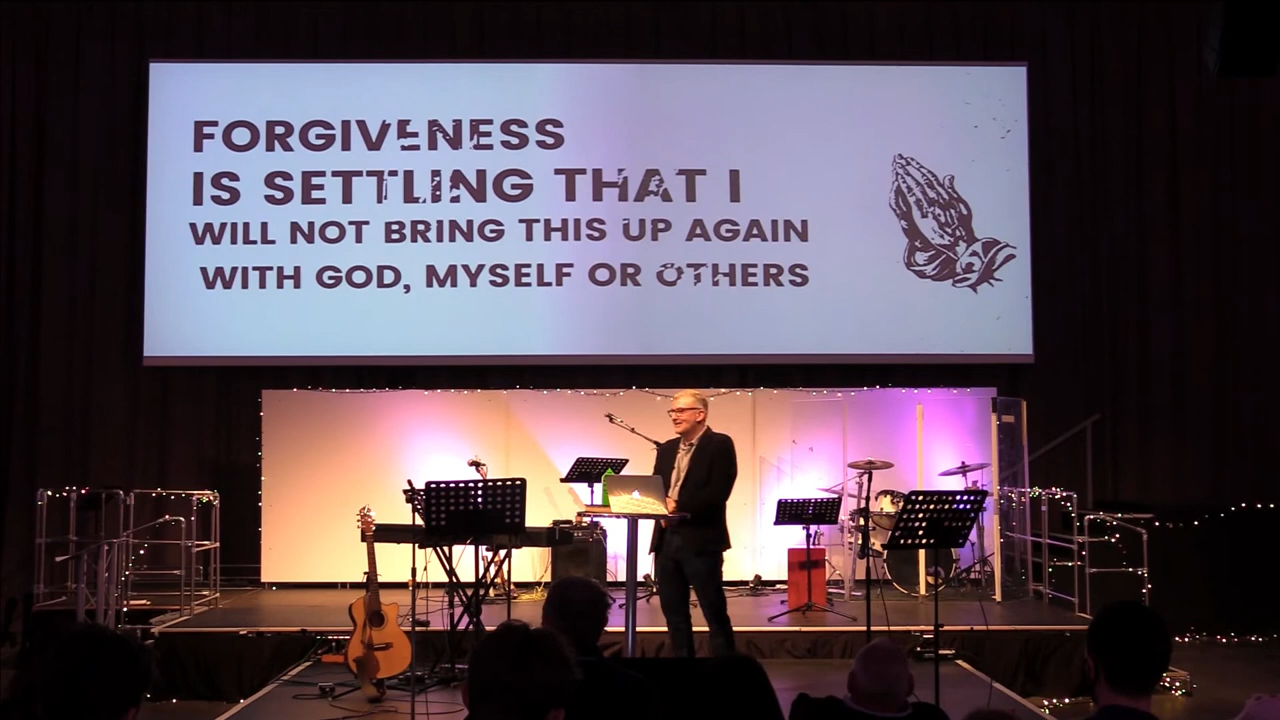 FORGIVENESS
IS SETTLING THAT I
WILL NOT BRING THIS UP AGAIN
WITH GOD, MYSELF OR OTHERS